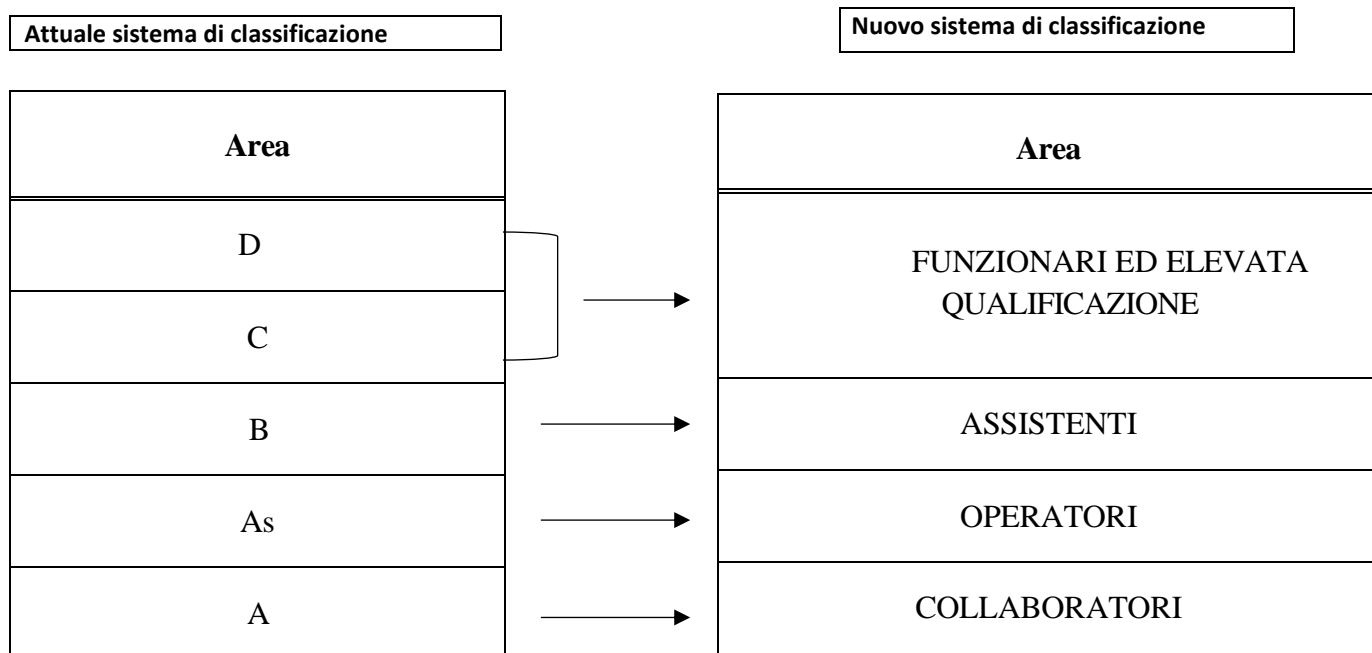 Attuale sistema di classificazione
Nuovo sistema di classificazione
Area
D
C
B
As
A
Area
FUNZIONARI ED ELEVATA
QUALIFICAZIONE
ASSISTENTI
OPERATORI
COLLABORATORI